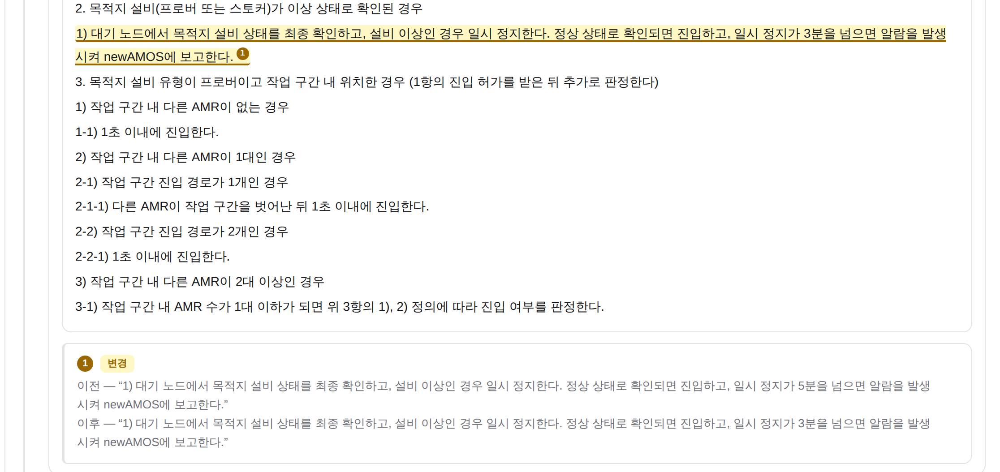 2. 목적지 설비(프로버 또는 스토커)가 이상 상태로 확인된 경우
1) 대기 노드에서 목적지 설비 상태를 최종 확인하고, 설비 이상인 경우 일시 정지한다. 정상 상태로 확인되면 진입하고, 일시 정지가 3분을 넘으면 알람을 발생
시켜 newAMOS에 보고한다. 1
3. 목적지 설비 유형이 프로버이고 작업 구간 내 위치한 경우 (1항의 진입 허가를 받은 뒤 추가로 판정한다)
1) 작업 구간 내 다른 AMR이 없는 경우
1-1) 1초 이내에 진입한다.
2) 작업 구간 내 다른 AMR이 1대인 경우
2-1) 작업 구간 진입 경로가 1개인 경우
2-1-1) 다른 AMR이 작업 구간을 벗어난 뒤 1초 이내에 진입한다.
2-2) 작업 구간 진입 경로가 2개인 경우
2-2-1) 1초 이내에 진입한다.
3) 작업 구간 내 다른 AMR이 2대 이상인 경우
3-1) 작업 구간 내 AMR 수가 1대 이하가 되면 위 3항의 1), 2) 정의에 따라 진입 여부를 판정한다.
1 변경
이전 — “1) 대기 노드에서 목적지 설비 상태를 최종 확인하고, 설비 이상인 경우 일시 정지한다. 정상 상태로 확인되면 진입하고, 일시 정지가 5분을 넘으면 알람을 발생
시켜 newAMOS에 보고한다.”
이후 — “1) 대기 노드에서 목적지 설비 상태를 최종 확인하고, 설비 이상인 경우 일시 정지한다. 정상 상태로 확인되면 진입하고, 일시 정지가 3분을 넘으면 알람을 발생
시켜 newAMOS에 보고한다.”